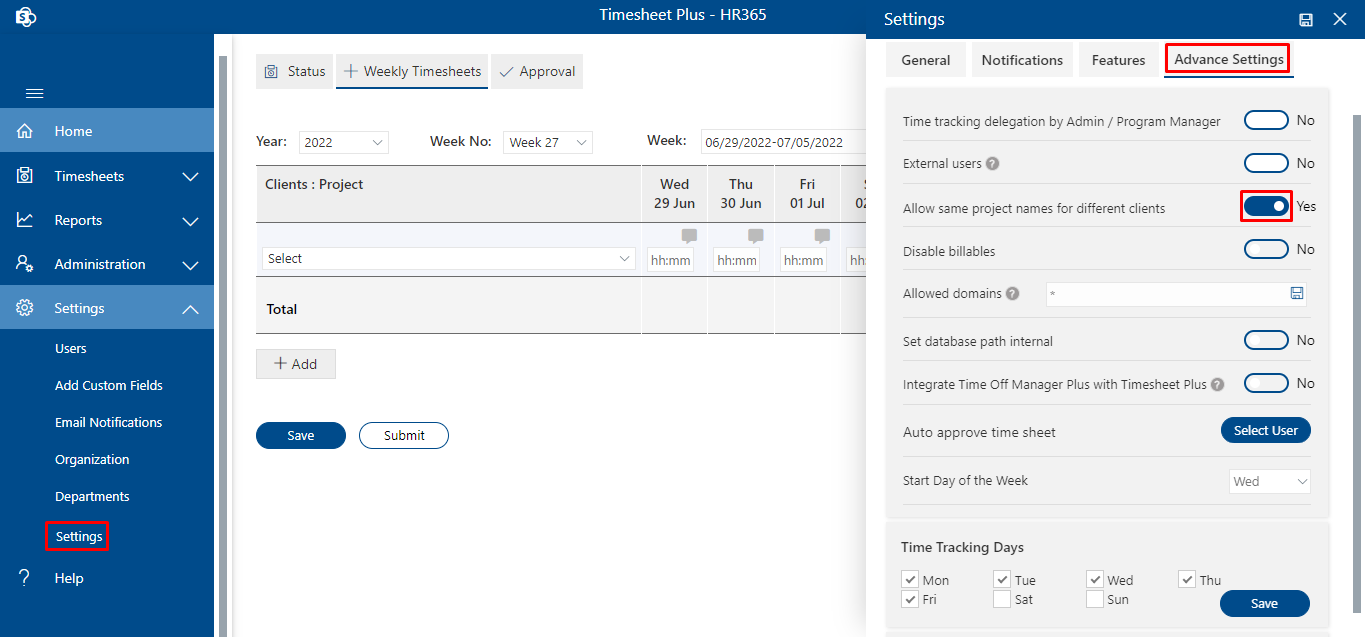 Timesheet Plus - HR365
Home
Timesheets
Reports
Administration
Settings
Users
Add Custom Fields
Email Notifications
Organization
Departments
Settings
? Help
Status
Weekly Timesheets
Approval
Year: 2022 Week No: Week 27 Week: 06/29/2022-07/05/2022
Clients : Project Wed Thu Fri
29 Jun 30 Jun 01 Jul
Select hh:mm hh:mm hh:mm
Total
+ Add
Save Submit
Settings
General Notifications Features Advance Settings
Time tracking delegation by Admin / Program Manager No
External users ? No
Allow same project names for different clients Yes
Disable billables No
Allowed domains ? *
Set database path internal No
Integrate Time Off Manager Plus with Timesheet Plus ? No
Auto approve time sheet Select User
Start Day of the Week Wed
Time Tracking Days
Mon Tue Wed Thu
Fri Sat Sun
Save